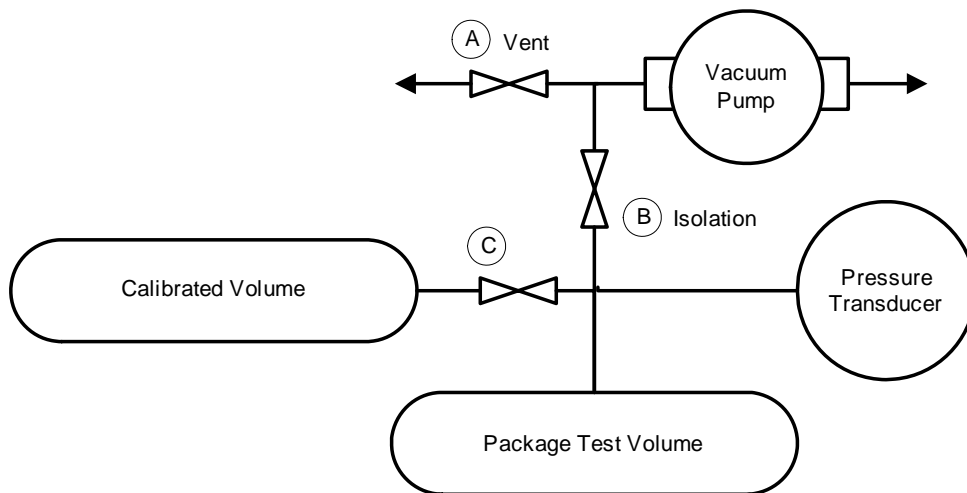 A Vent
Vacuum
Pump
B Isolation
C
Calibrated Volume
Pressure
Transducer
Package Test Volume